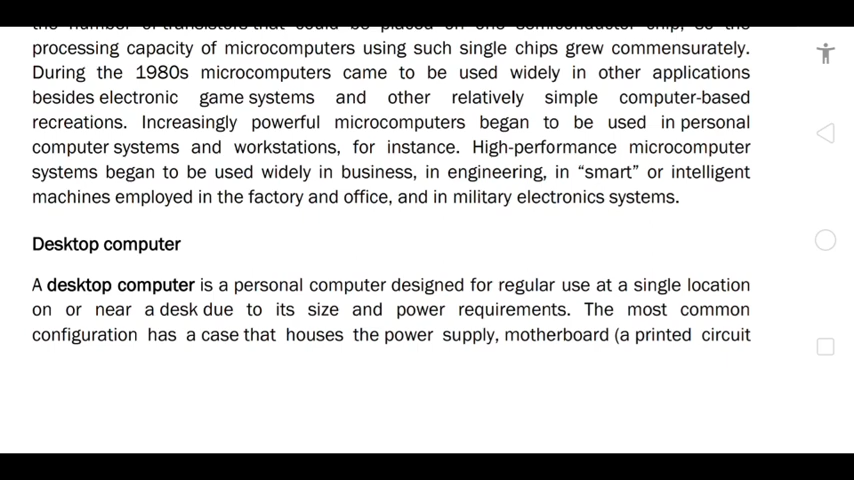 processing capacity of microcomputers using such single chips grew commensurately.
During the 1980s microcomputers came to be used widely in other applications
besides electronic game systems and other relatively simple computer-based
recreations. Increasingly powerful microcomputers began to be used in personal
computer systems and workstations, for instance. High-performance microcomputer
systems began to be used widely in business, in engineering, in “smart” or intelligent
machines employed in the factory and office, and in military electronics systems.
Desktop computer
A desktop computer is a personal computer designed for regular use at a single location
on or near a desk due to its size and power requirements. The most common
configuration has a case that houses the power supply, motherboard (a printed circuit